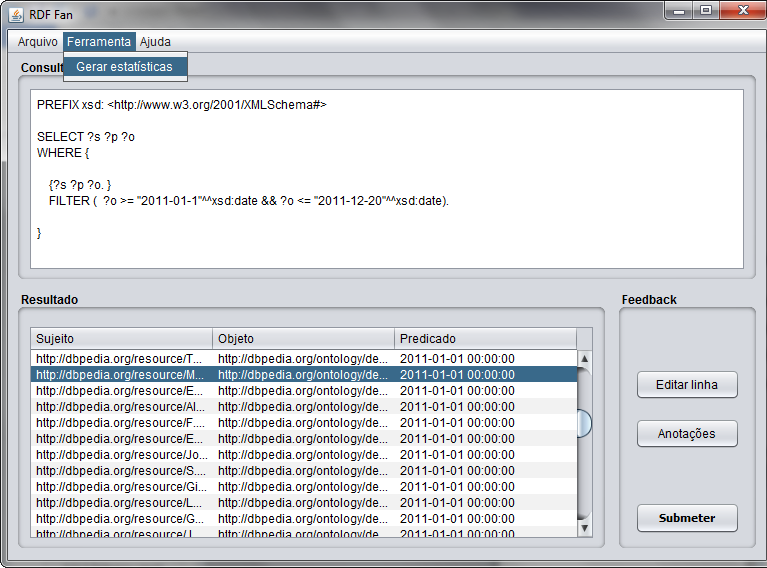 RDF Fan
Arquivo Ferramenta Ajuda
Gerar estatísticas
PREFIX xsd: <http://www.w3.org/2001/XMLSchema#>
SELECT ?s ?p ?o
WHERE {
{?s ?p ?o. }
FILTER ( ?o >= "2011-01-1"^^xsd:date && ?o <= "2011-12-20"^^xsd:date).
}
Resultado
Sujeito Objeto Predicado
http://dbpedia.org/resource/T... http://dbpedia.org/ontology/de... 2011-01-01 00:00:00
http://dbpedia.org/resource/M... http://dbpedia.org/ontology/de... 2011-01-01 00:00:00
http://dbpedia.org/resource/E... http://dbpedia.org/ontology/de... 2011-01-01 00:00:00
http://dbpedia.org/resource/Al... http://dbpedia.org/ontology/de... 2011-01-01 00:00:00
http://dbpedia.org/resource/F.... http://dbpedia.org/ontology/de... 2011-01-01 00:00:00
http://dbpedia.org/resource/E... http://dbpedia.org/ontology/de... 2011-01-01 00:00:00
http://dbpedia.org/resource/Jo... http://dbpedia.org/ontology/de... 2011-01-01 00:00:00
http://dbpedia.org/resource/S.... http://dbpedia.org/ontology/de... 2011-01-01 00:00:00
http://dbpedia.org/resource/Gi... http://dbpedia.org/ontology/de... 2011-01-01 00:00:00
http://dbpedia.org/resource/L... http://dbpedia.org/ontology/de... 2011-01-01 00:00:00
http://dbpedia.org/resource/G... http://dbpedia.org/ontology/de... 2011-01-01 00:00:00
http://dbpedia.org/ontology/de... 2011-01-01 00:00:00
Feedback
Editar linha
Anotações
Submeter